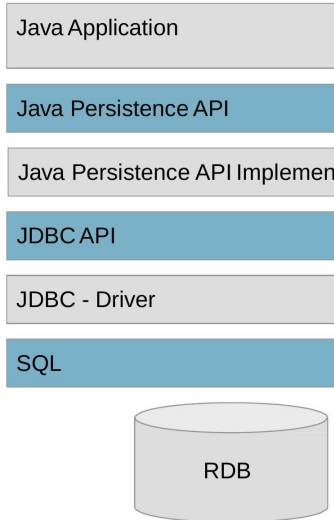 Java Application
Java Persistence API
Java Persistence API Implemen
JDBC API
JDBC - Driver
SQL
RDB